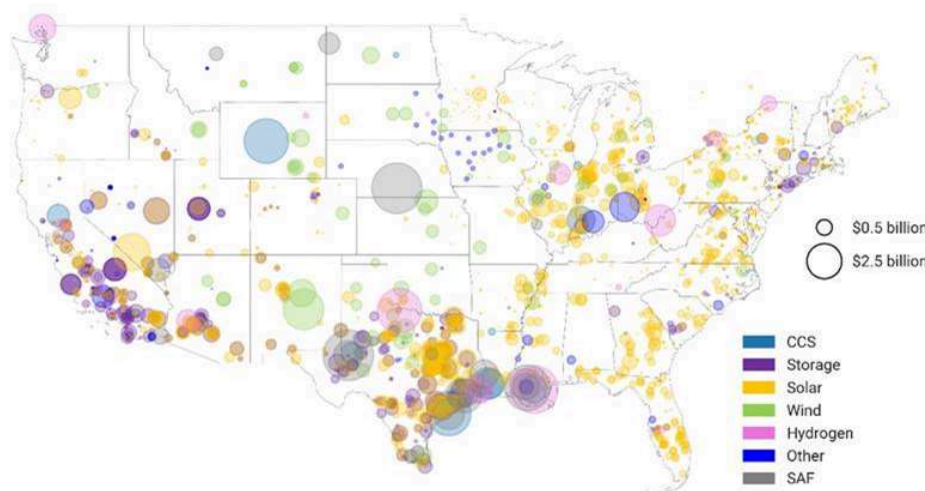 $0.5 billion
$2.5 billion
CCS
Storage
Solar
Wind
Hydrogen
Other
SAF